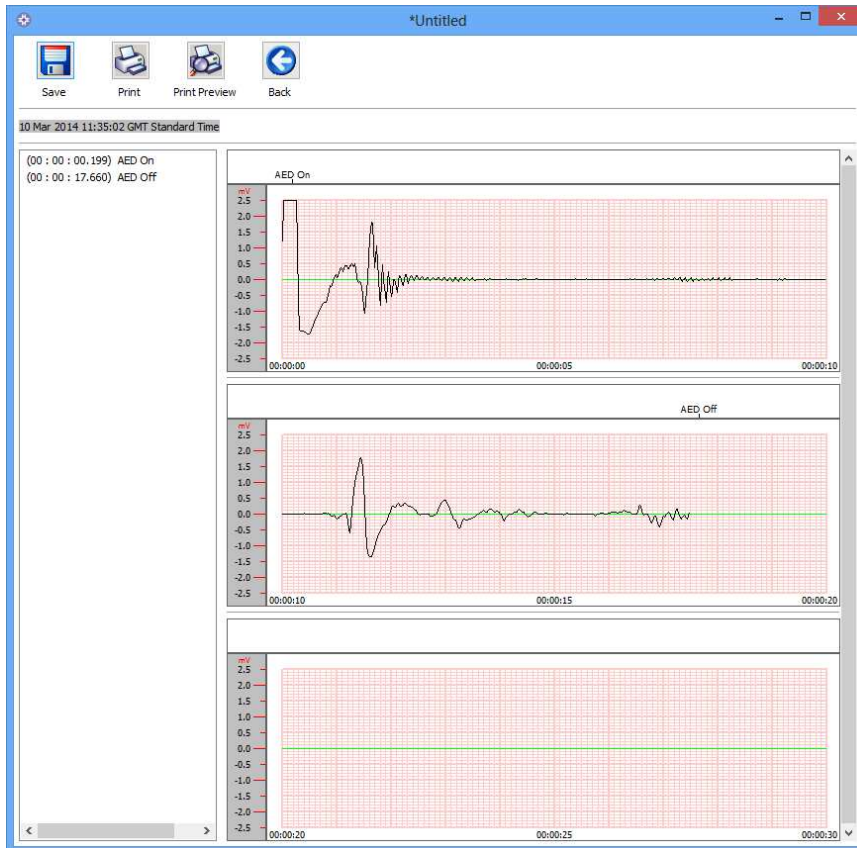 *Untitled
Save Print Print Preview Back
10 Mar 2014 11:35:02 GMT Standard Time
(00 : 00 : 00.199) AED On
(00 : 00 : 17.660) AED Off
AED On
mV
2.5
2.0
1.5
1.0
0.5
0.0
-0.5
-1.0
-1.5
-2.0
-2.5
00:00:00 00:00:05 00:00:10
AED Off
mV
2.5
2.0
1.5
1.0
0.5
0.0
-0.5
-1.0
-1.5
-2.0
-2.5
00:00:10 00:00:15 00:00:20
mV
2.5
2.0
1.5
1.0
0.5
0.0
-0.5
-1.0
-1.5
-2.0
-2.5
00:00:20 00:00:25 00:00:30